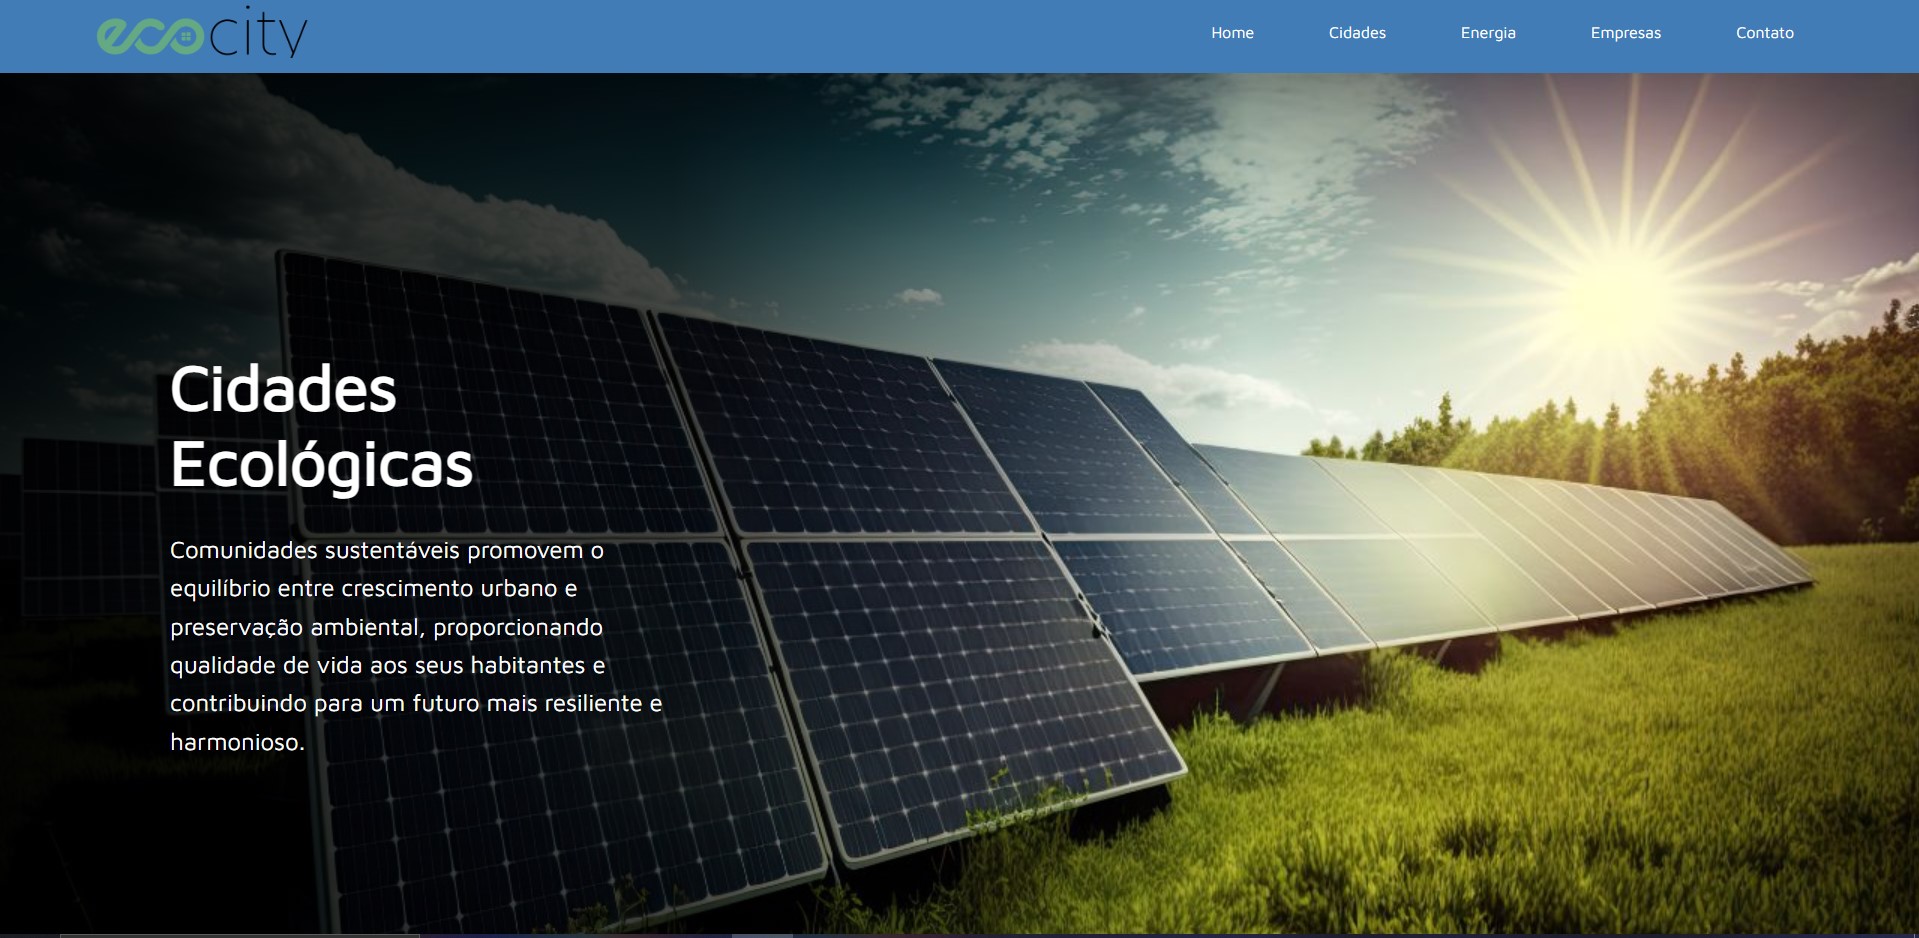 ecocity
Home
Cidades
Energia
Empresas
Contato
Cidades
Ecológicas
Comunidades sustentáveis promovem o
equilíbrio entre crescimento urbano e
preservação ambiental, proporcionando
qualidade de vida aos seus habitantes e
contribuindo para um futuro mais resiliente e
harmonioso.